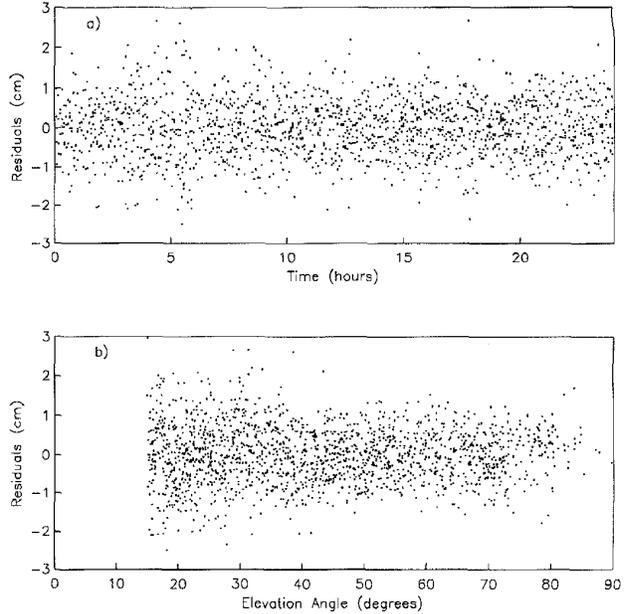 3
a)
2
1
0
-1
-2
-3
Residuals (cm)
0 5 10 15 20
Time (hours)
3
b)
2
1
0
-1
-2
-3
Residuals (cm)
0 10 20 30 40 50 60 70 80 90
Elevation Angle (degrees)